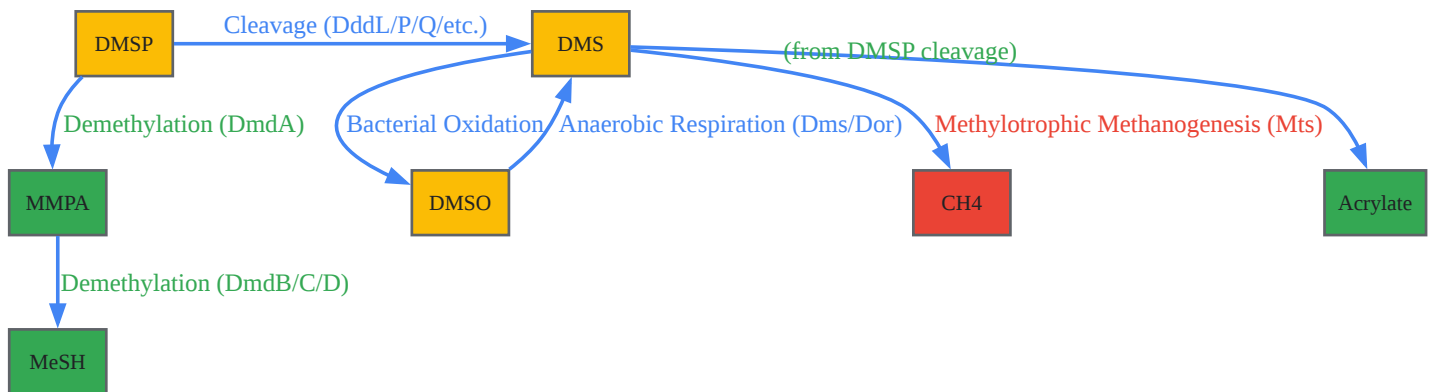 Cleavage (DddL/P/Q/etc.)
DMSP
DMS
(from DMSP cleavage)
Demethylation (DmdA)
Bacterial Oxidation
Anaerobic Respiration (Dms/Dor)
Methylotrophic Methanogenesis (Mts)
MMPA
DMSO
CH4
Acrylate
Demethylation (DmdB/C/D)
MeSH